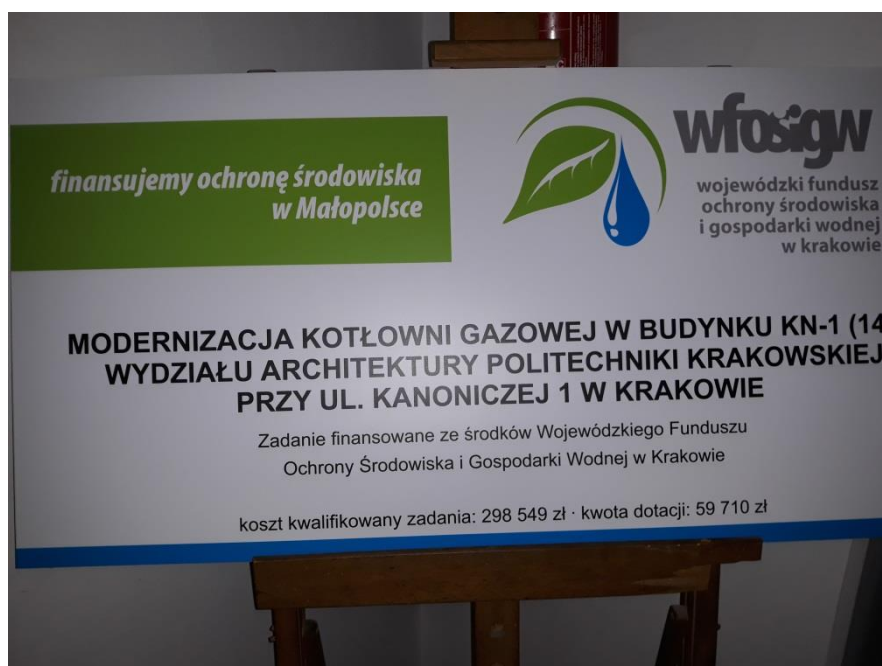 finansujemy ochronę środowiska
w Małopolsce
wfosigw
wojewódzki fundusz
ochrony środowiska
i gospodarki wodnej
w krakowie
MODERNIZACJA KOTŁOWNI GAZOWEJ W BUDYNKU KN-1 (14
WYDZIAŁU ARCHITEKTURY POLITECHNIKI KRAKOWSKIEJ
PRZY UL. KANONICZEJ 1 W KRAKOWIE
Zadanie finansowane ze środków Wojewódzkiego Funduszu
Ochrony Środowiska i Gospodarki Wodnej w Krakowie
koszt kwalifikowany zadania: 298 549 zł · kwota dotacji: 59 710 zł